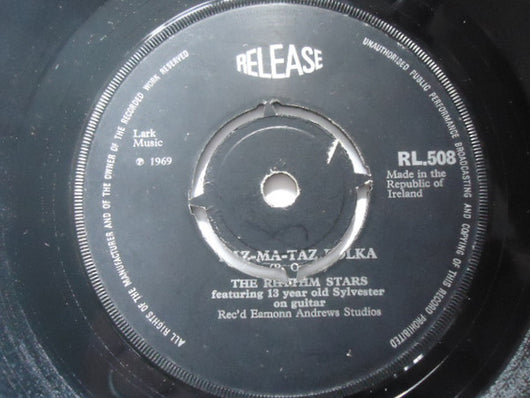 RELEASE
ALL RIGHTS OF THE MANUFACTURER AND OF THE OWNER OF THE RECORDED WORK RESERVED
UNAUTHORISED PUBLIC PERFORMANCE BROADCASTING AND COPYING OF THIS RECORD PROHIBITED
Lark
Music
℗ 1969
RL.508
Made in the
Republic of
Ireland
THE RHYTHM STARS
featuring 13 year old Sylvester
on guitar
Rec'd Eamonn Andrews Studios